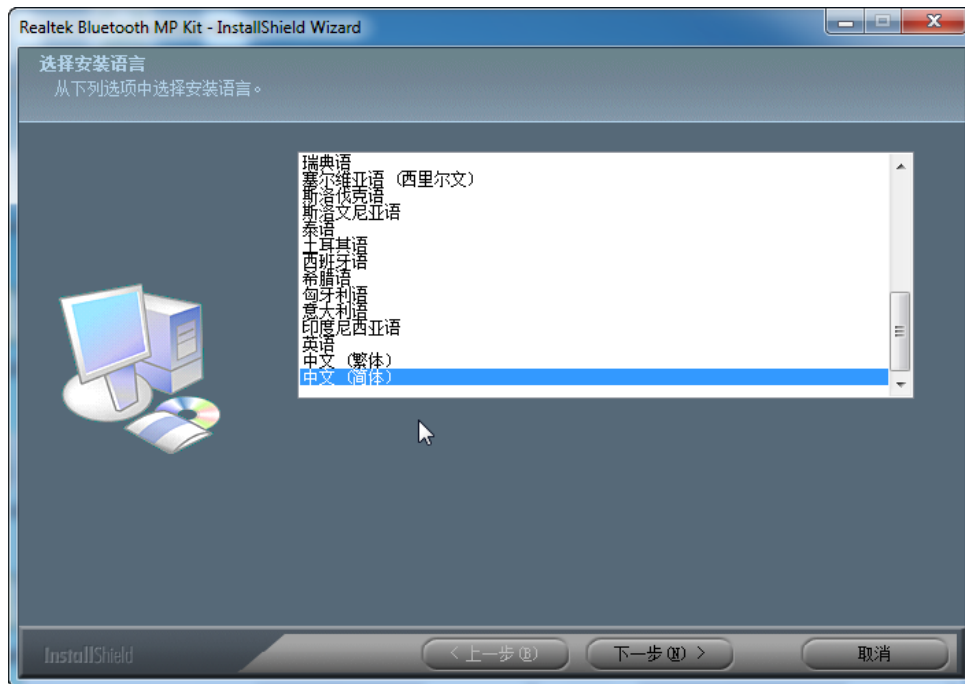 Realtek Bluetooth MP Kit - InstallShield Wizard
选择安装语言
从下列选项中选择安装语言。
瑞典语
塞尔维亚语 (西里尔文)
斯洛伐克语
斯洛文尼亚语
泰语
土耳其语
西班牙语
希腊语
匈牙利语
意大利语
印度尼西亚语
英语
中文 (繁体)
中文 (简体)
InstallShield
< 上一步(B)
下一步(N) >
取消